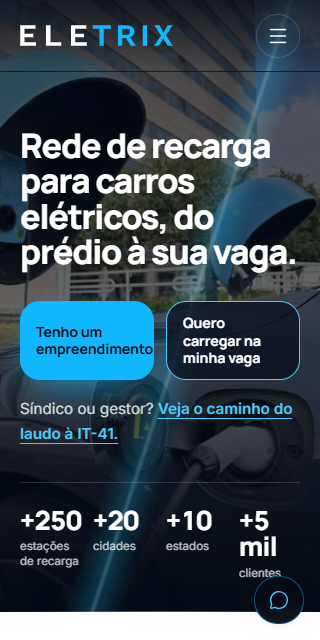 ELETRIX
Rede de recarga
para carros
elétricos, do
prédio à sua vaga.
Tenho um
empreendimento
Quero
carregar na
minha vaga
Síndico ou gestor? Veja o caminho do
laudo à IT-41.
+250
estações
de recarga
+20
cidades
+10
estados
+5
mil
clientes